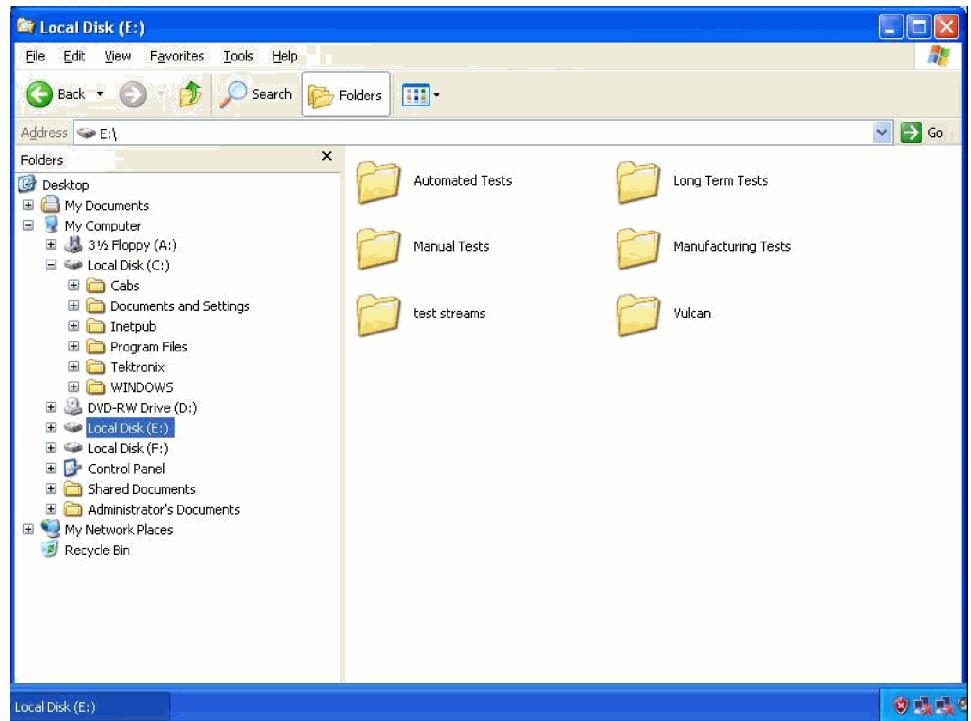 Local Disk (E:)
File Edit View Favorites Tools Help
Back Search Folders
Address E:\ Go
Folders x
Desktop
My Documents
My Computer
3½ Floppy (A:)
Local Disk (C:)
Cabs
Documents and Settings
Inetpub
Program Files
Tektronix
WINDOWS
DVD-RW Drive (D:)
Local Disk (E:)
Local Disk (F:)
Control Panel
Shared Documents
Administrator's Documents
My Network Places
Recycle Bin
Automated Tests
Long Term Tests
Manual Tests
Manufacturing Tests
test streams
Vulcan
Local Disk (E:)